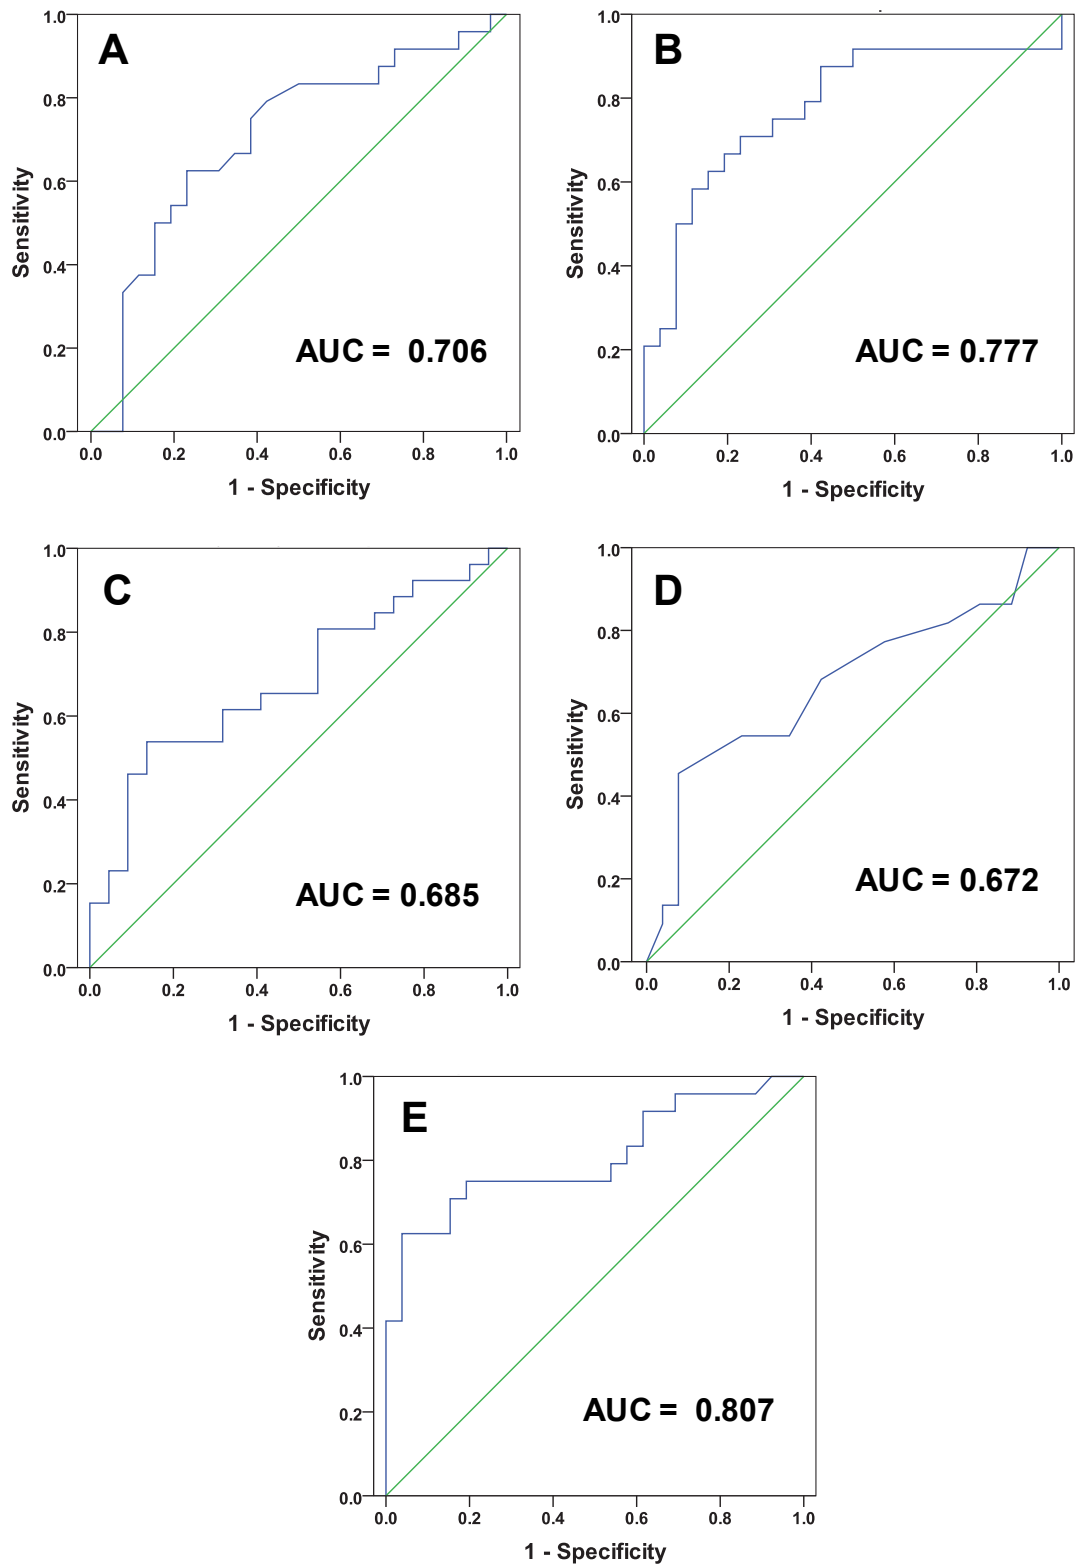 A
1.0
0.8
0.6
0.4
0.2
0.0
Sensitivity
AUC = 0.706
0.0 0.2 0.4 0.6 0.8 1.0
1 - Specificity
B
1.0
0.8
0.6
0.4
0.2
0.0
Sensitivity
AUC = 0.777
0.0 0.2 0.4 0.6 0.8 1.0
1 - Specificity
C
1.0
0.8
0.6
0.4
0.2
0.0
Sensitivity
AUC = 0.685
0.0 0.2 0.4 0.6 0.8 1.0
1 - Specificity
D
1.0
0.8
0.6
0.4
0.2
0.0
Sensitivity
AUC = 0.672
0.0 0.2 0.4 0.6 0.8 1.0
1 - Specificity
E
1.0
0.8
0.6
0.4
0.2
0.0
Sensitivity
AUC = 0.807
0.0 0.2 0.4 0.6 0.8 1.0
1 - Specificity